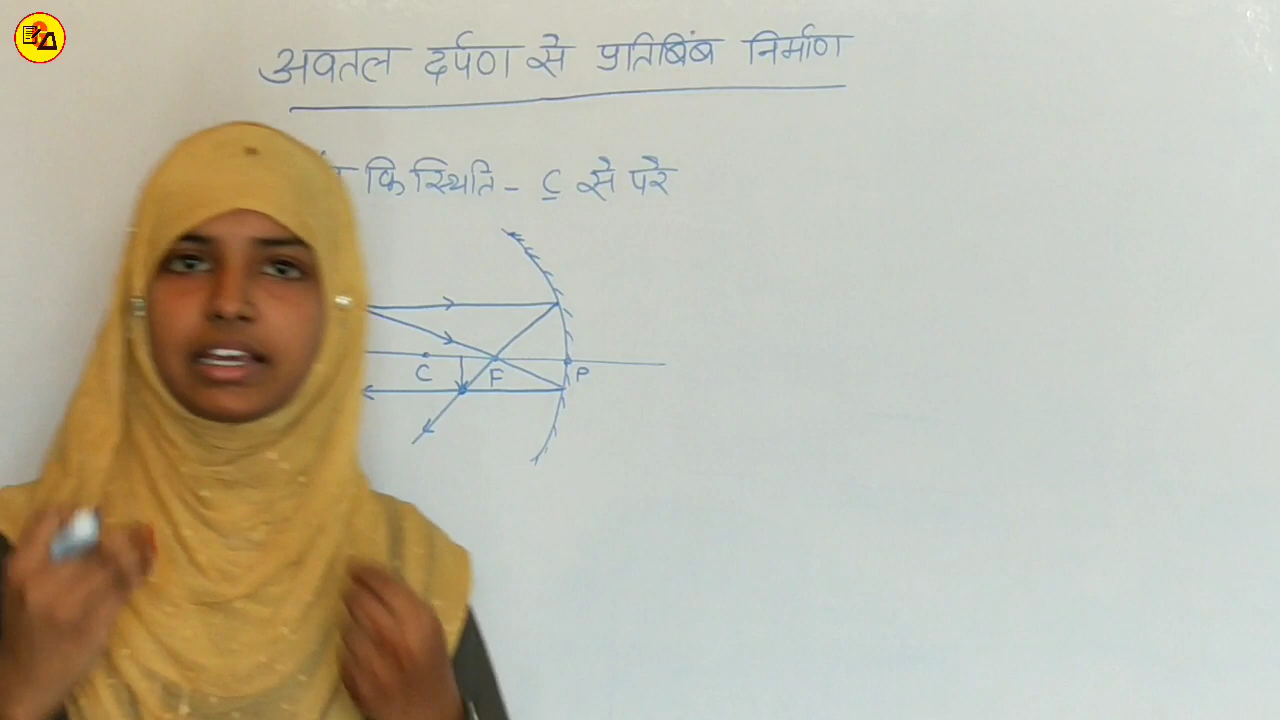 अवतल दर्पण से प्रतिबिंब निर्माण
कि स्थिति - C से परे
C F P